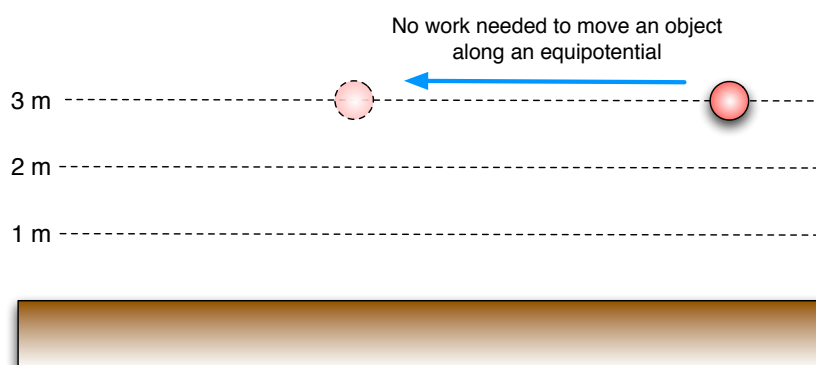 No work needed to move an object
along an equipotential
3 m
2 m
1 m